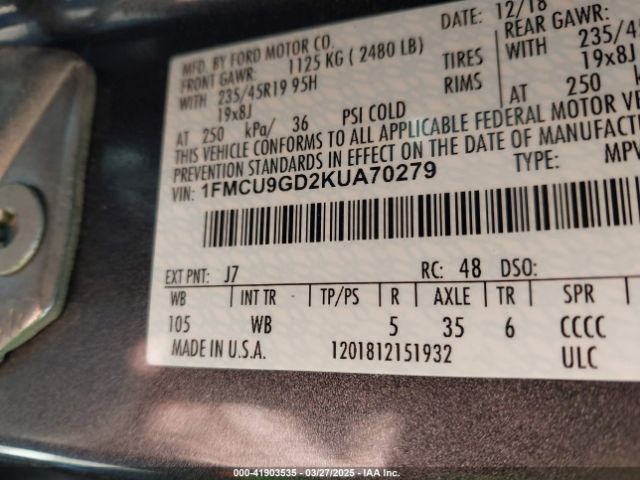 MFD. BY FORD MOTOR CO. DATE: 12/18
FRONT GAWR: 1125 KG ( 2480 LB) REAR GAWR:
WITH 235/45R19 95H TIRES WITH 235/45
19x8J RIMS 19x8J
AT 250 kPa/ 36 PSI COLD AT 250
THIS VEHICLE CONFORMS TO ALL APPLICABLE FEDERAL MOTOR VE
PREVENTION STANDARDS IN EFFECT ON THE DATE OF MANUFACTU
VIN: 1FMCU9GD2KUA70279 TYPE: MPV
EXT PNT: J7 RC: 48 DSO:
WB INT TR TP/PS R AXLE TR SPR
105 WB 5 35 6 CCCC
MADE IN U.S.A. 1201812151932 ULC
000-41903535 — 03/27/2025 — IAA Inc.